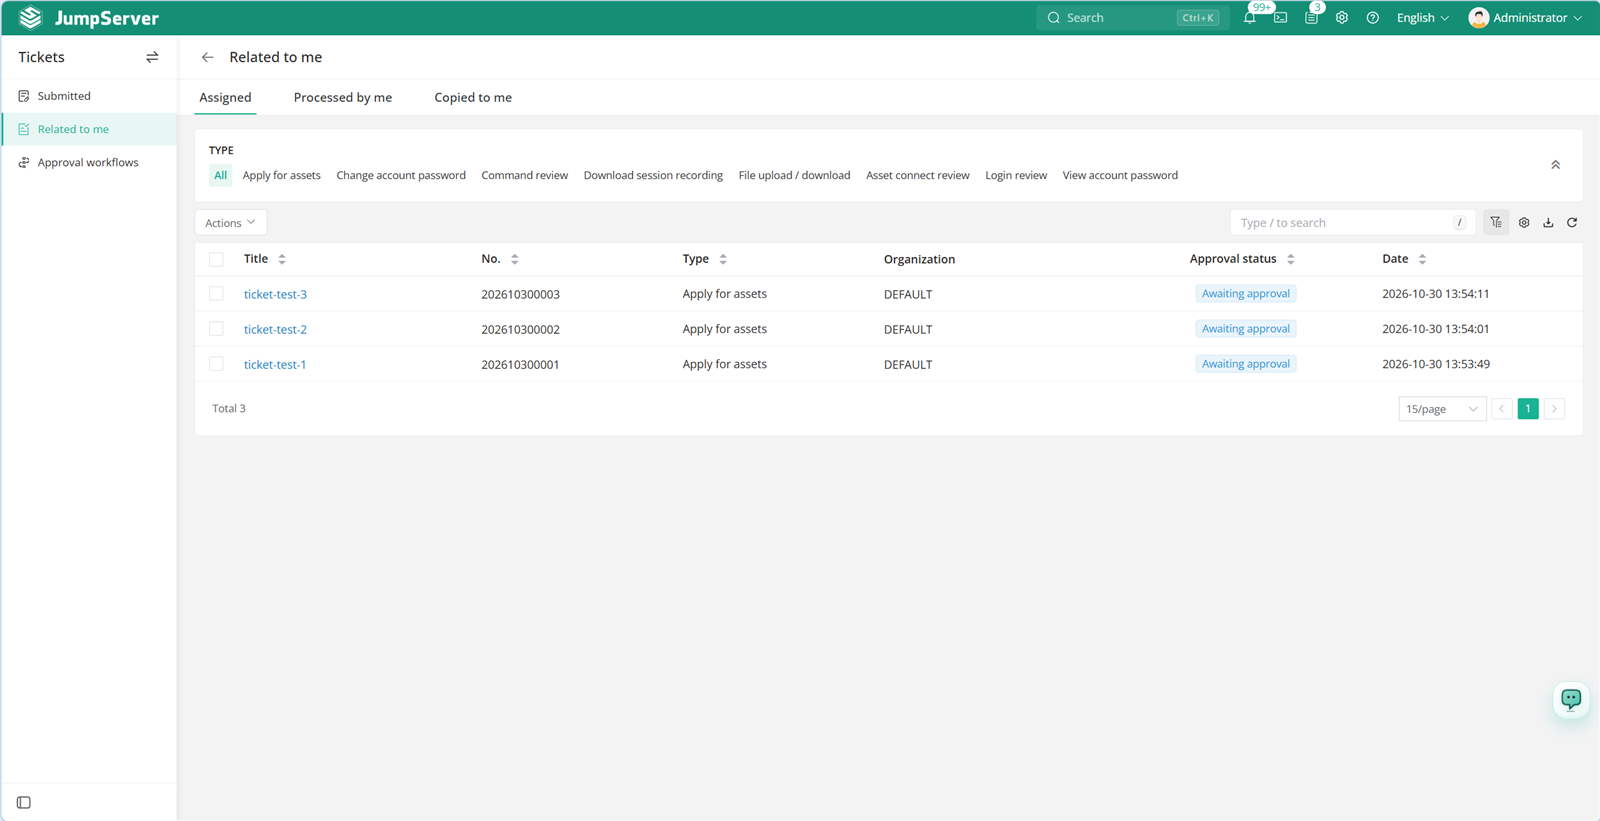 JumpServer
Search Ctrl+K 99+ 3 English Administrator
Tickets
Submitted
Related to me
Approval workflows
Related to me
Assigned Processed by me Copied to me
TYPE
All Apply for assets Change account password Command review Download session recording File upload / download Asset connect review Login review View account password
Actions Type / to search /
Title No. Type Organization Approval status Date
ticket-test-3 202610300003 Apply for assets DEFAULT Awaiting approval 2026-10-30 13:54:11
ticket-test-2 202610300002 Apply for assets DEFAULT Awaiting approval 2026-10-30 13:54:01
ticket-test-1 202610300001 Apply for assets DEFAULT Awaiting approval 2026-10-30 13:53:49
Total 3 15/page 1